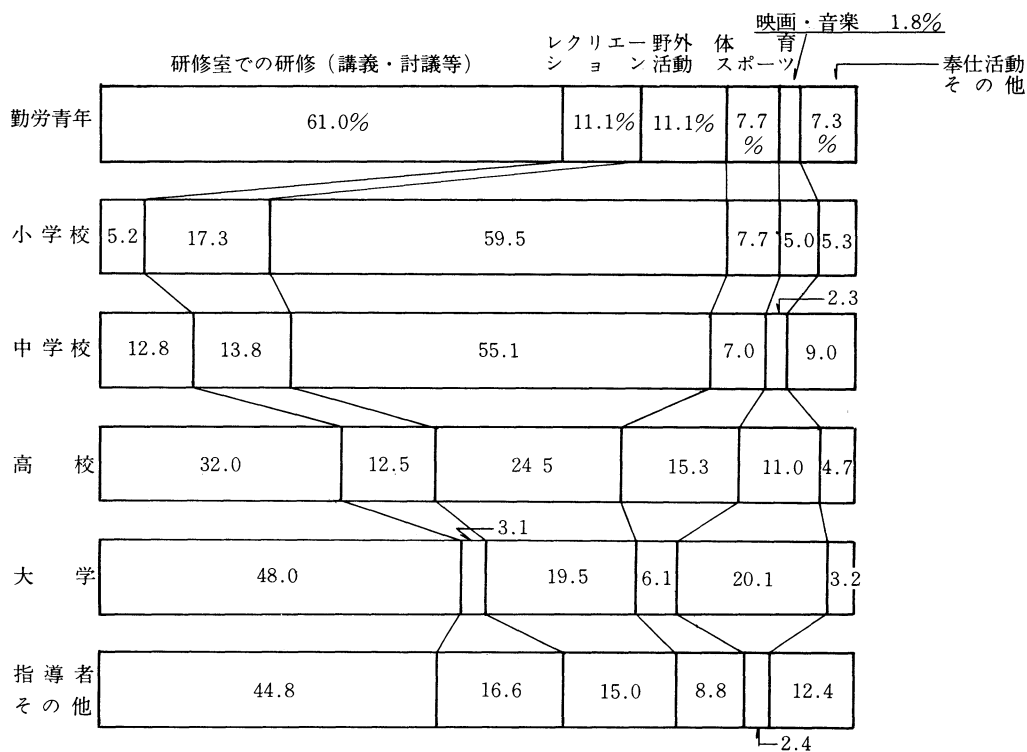 映画・音楽 1.8%
研修室での研修（講義・討議等）
レクリエーション
野外活動
体育スポーツ
奉仕活動その他
勤労青年 61.0% 11.1% 11.1% 7.7% 7.3%
小学校 5.2 17.3 59.5 7.7 5.0 5.3
2.3
中学校 12.8 13.8 55.1 7.0 9.0
高校 32.0 12.5 24 5 15.3 11.0 4.7
3.1
大学 48.0 19.5 6.1 20.1 3.2
指導者その他 44.8 16.6 15.0 8.8 12.4
2.4